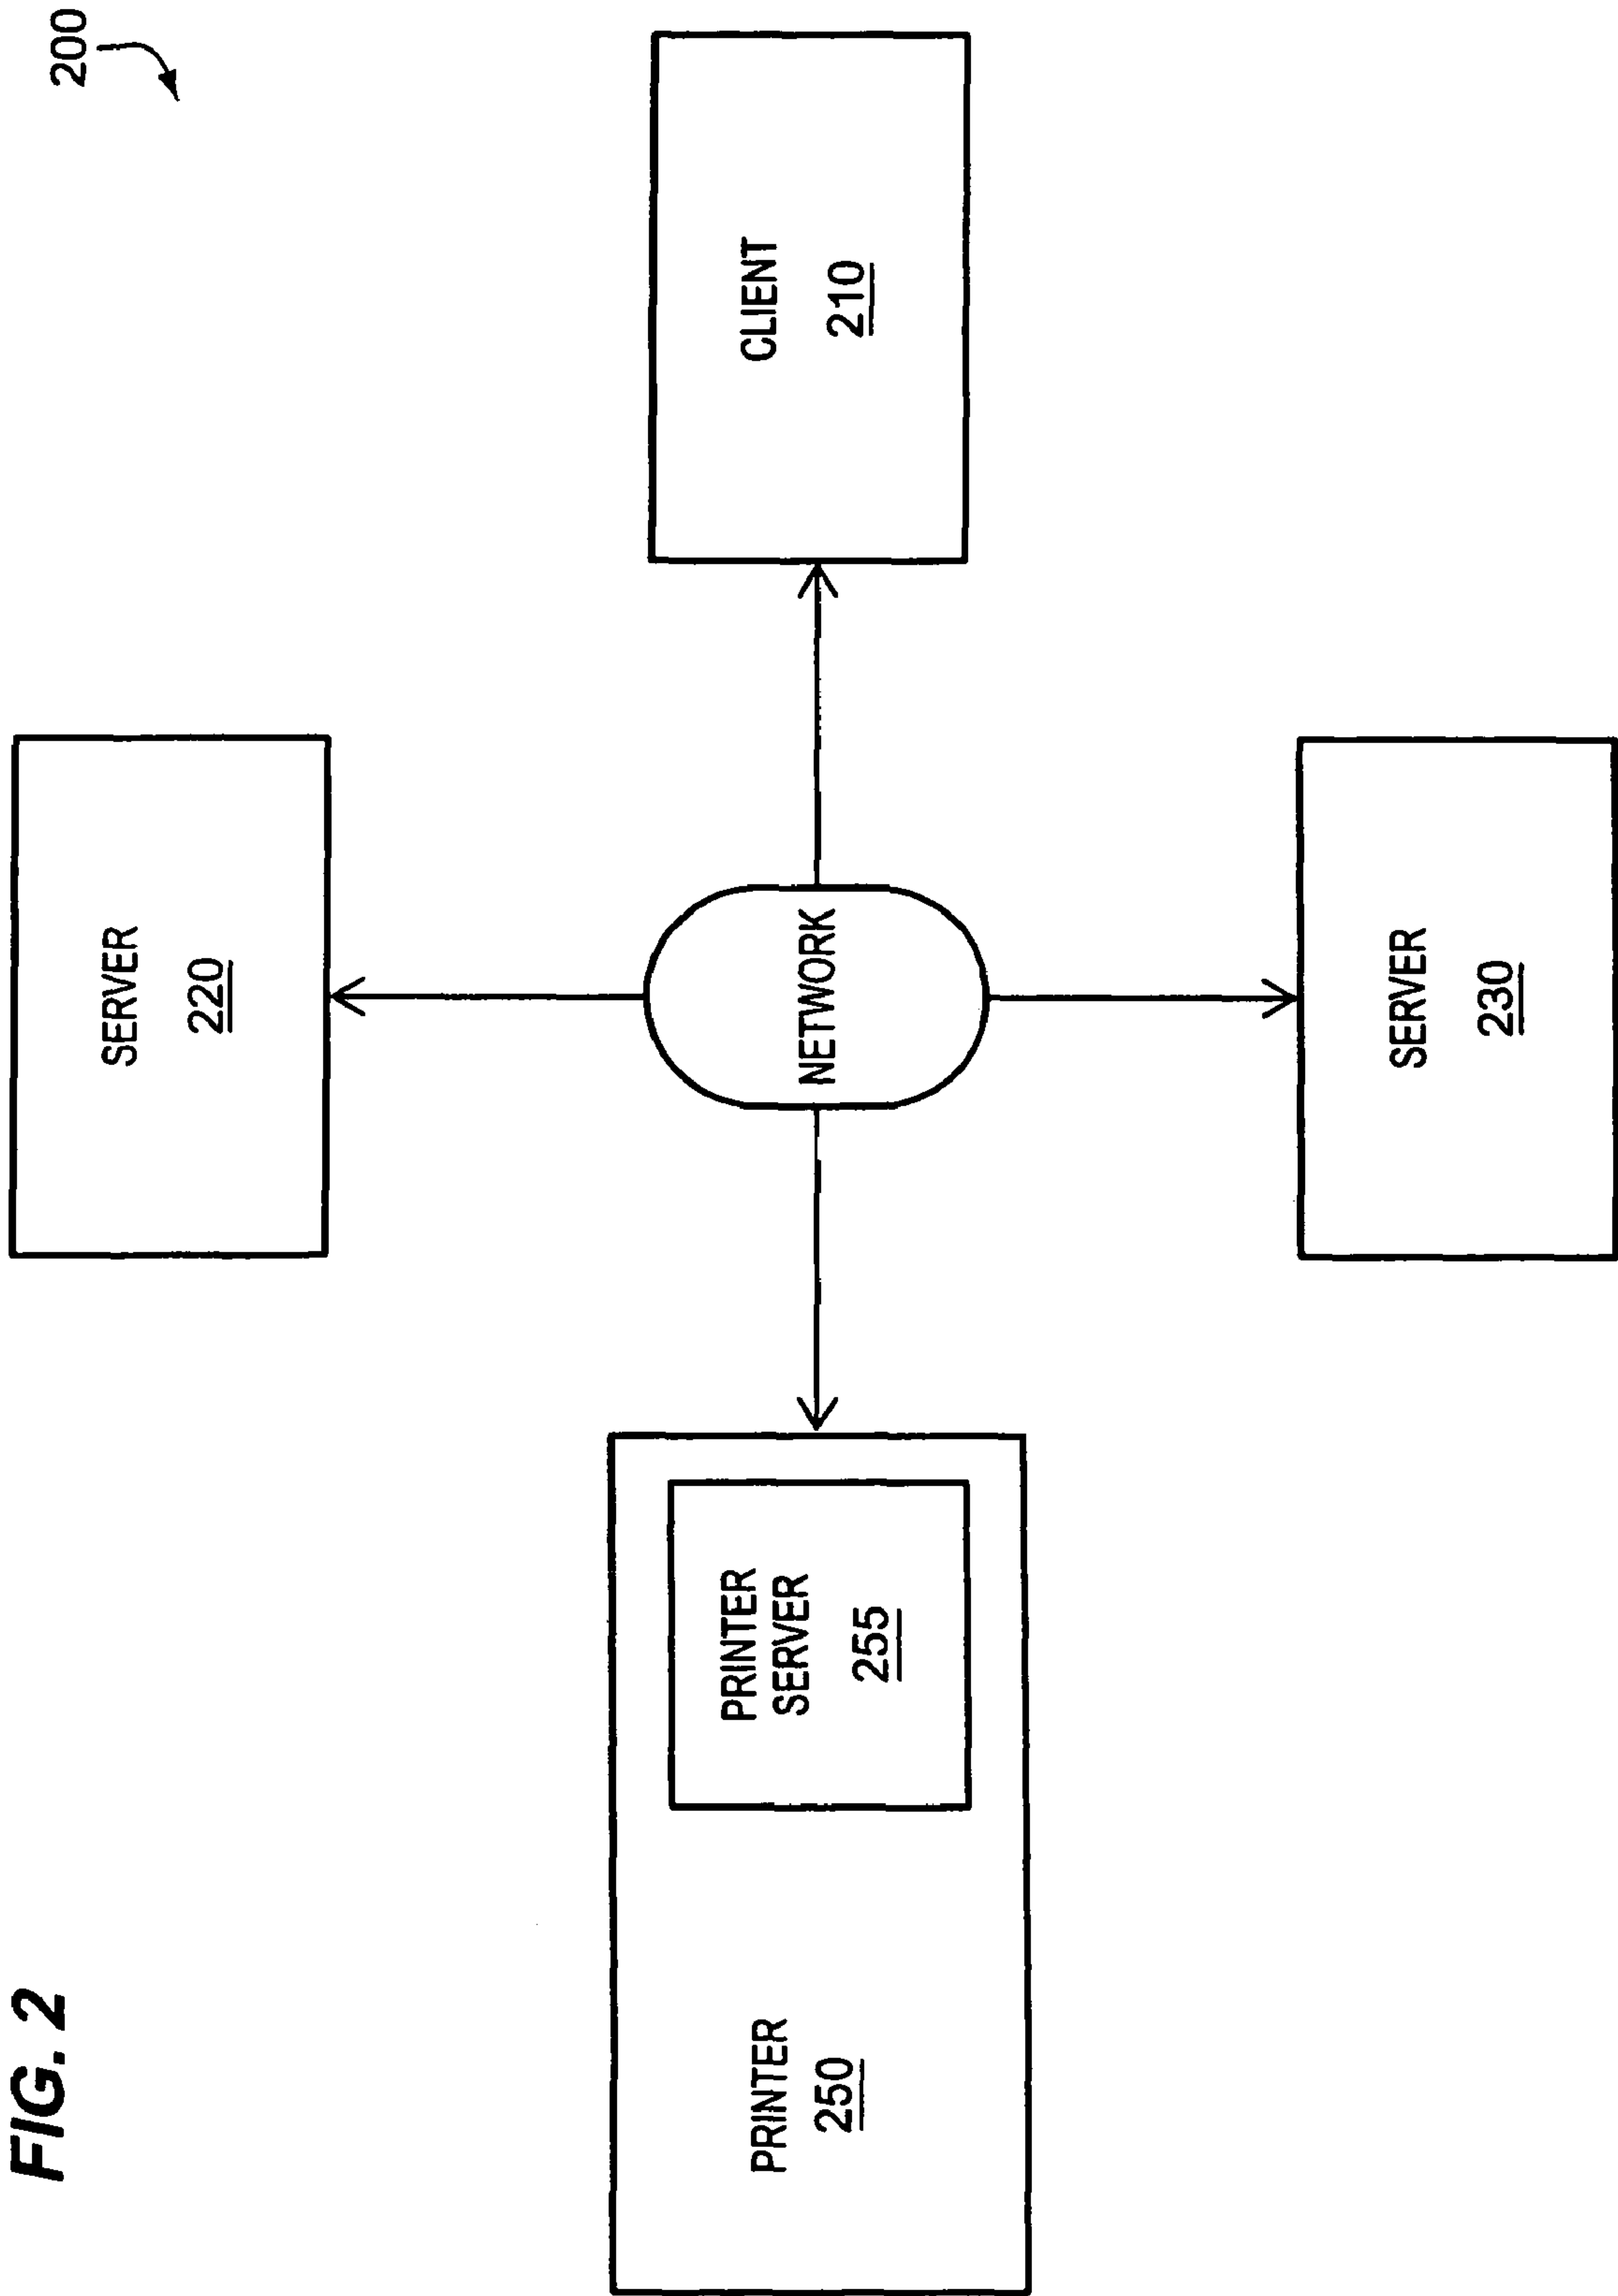 FIG. 2
200
SERVER
220
PRINTER
250
PRINTER
SERVER
255
NETWORK
CLIENT
210
SERVER
230